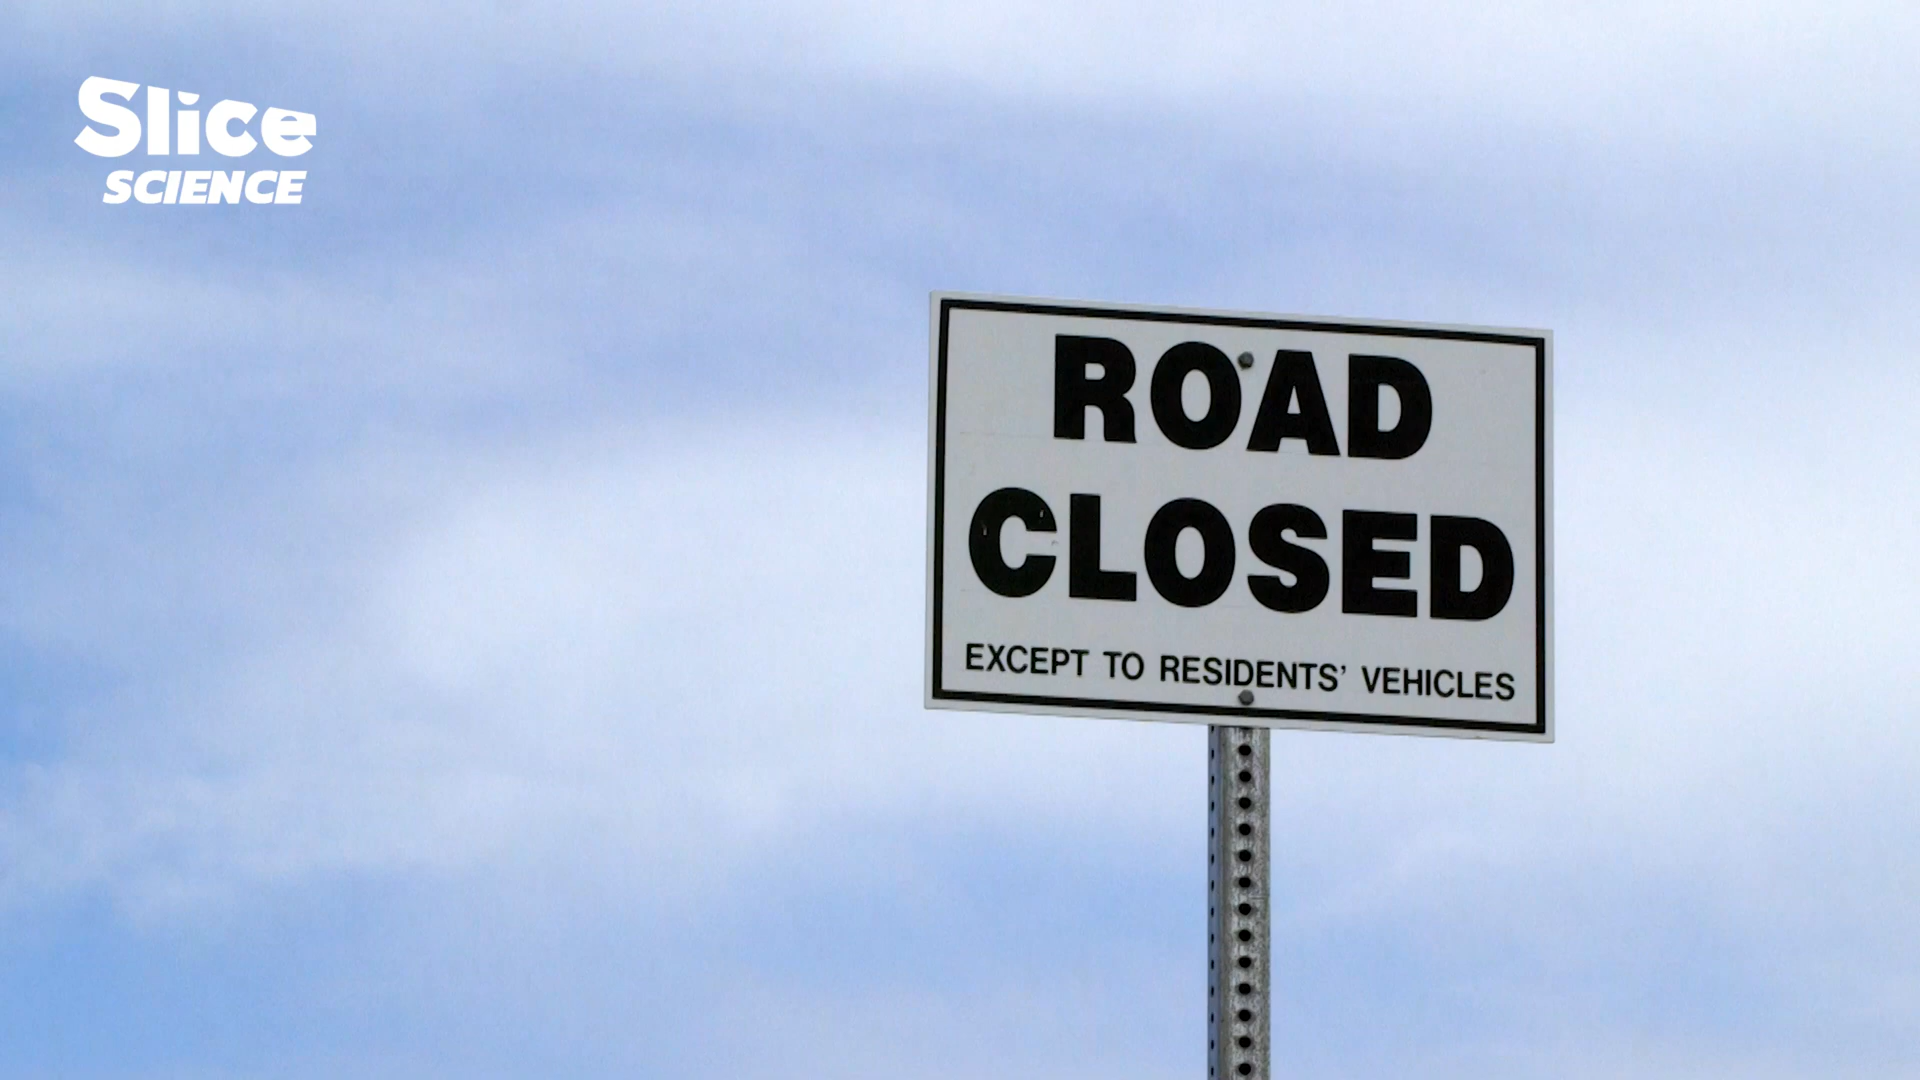 Slice
SCIENCE
ROAD
CLOSED
EXCEPT TO RESIDENTS' VEHICLES